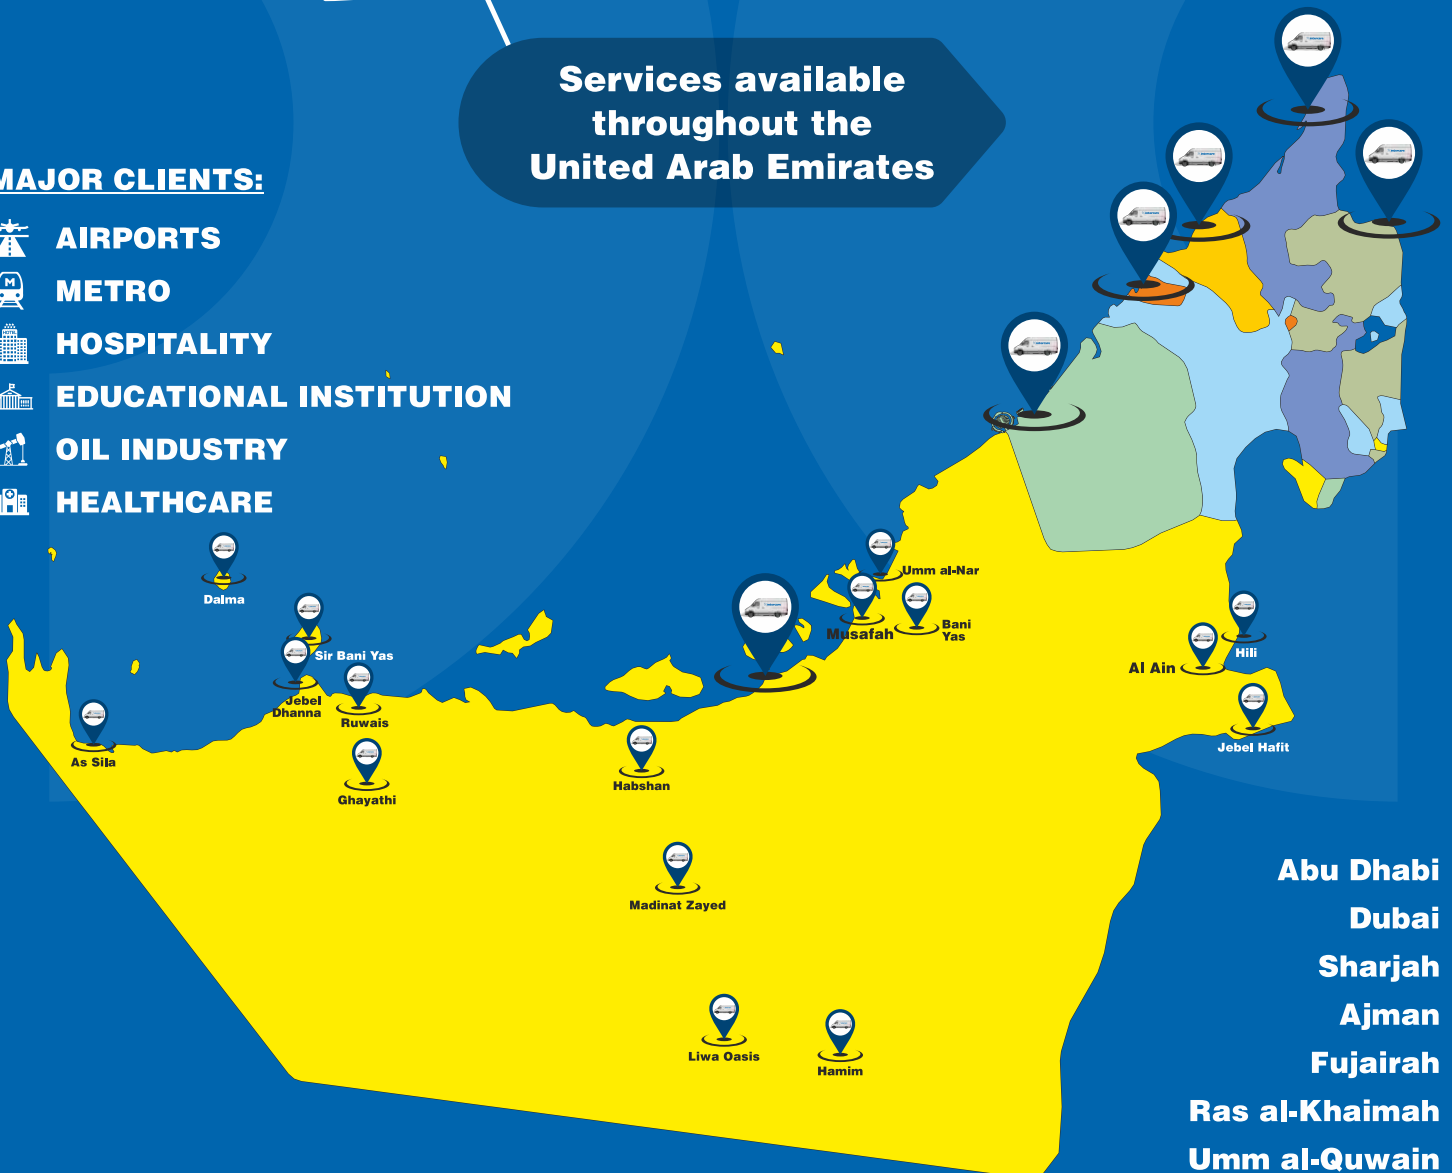 Services available
throughout the
United Arab Emirates
MAJOR CLIENTS:
AIRPORTS
M
METRO
HOTEL
HOSPITALITY
EDUCATIONAL INSTITUTION
OIL INDUSTRY
HEALTHCARE
Dalma
Sir Bani Yas
Jebel
Dhanna
Ruwais
As Sila
Ghayathi
Umm al-Nar
Musafah
Bani
Yas
Al Ain
Hili
Jebel Hafit
Habshan
Madinat Zayed
Liwa Oasis
Hamim
Abu Dhabi
Dubai
Sharjah
Ajman
Fujairah
Ras al-Khaimah
Umm al-Quwain